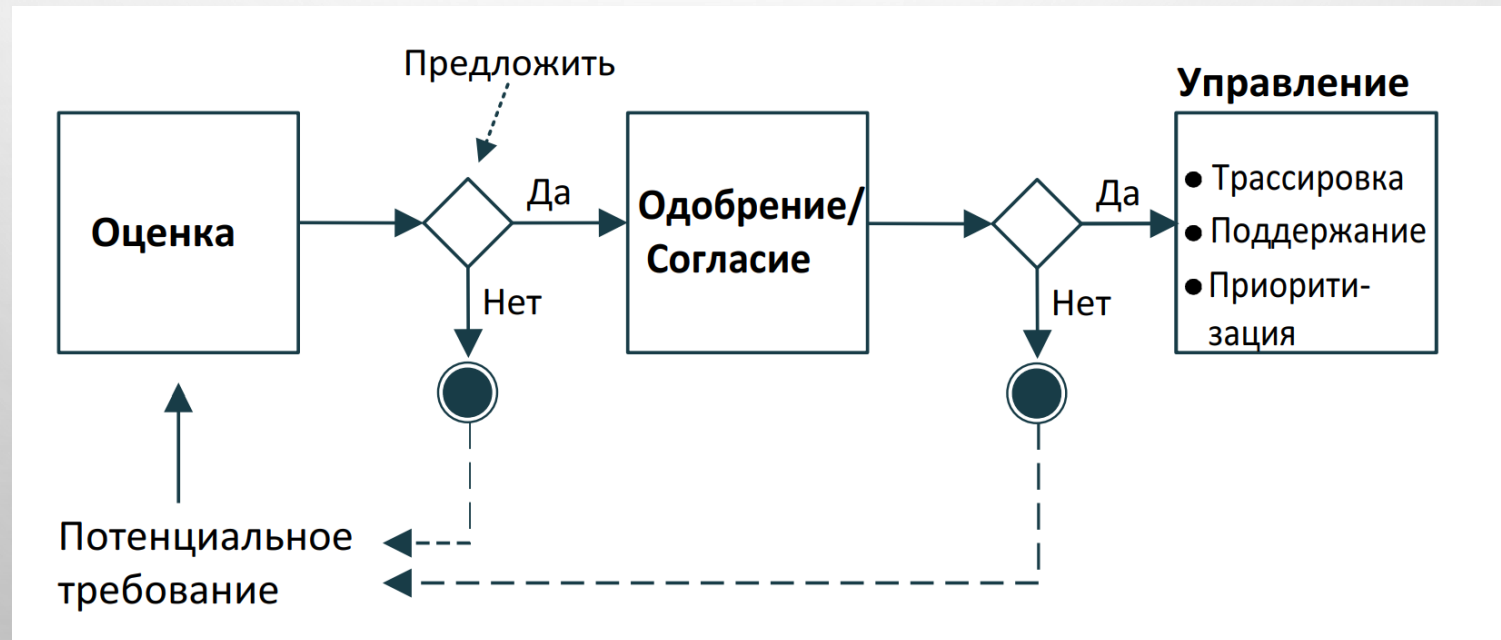 Предложить
Управление
Оценка
Да
Одобрение/
Согласие
Да
● Трассировка
● Поддержание
● Приорити-
зация
Нет
Нет
Потенциальное
требование